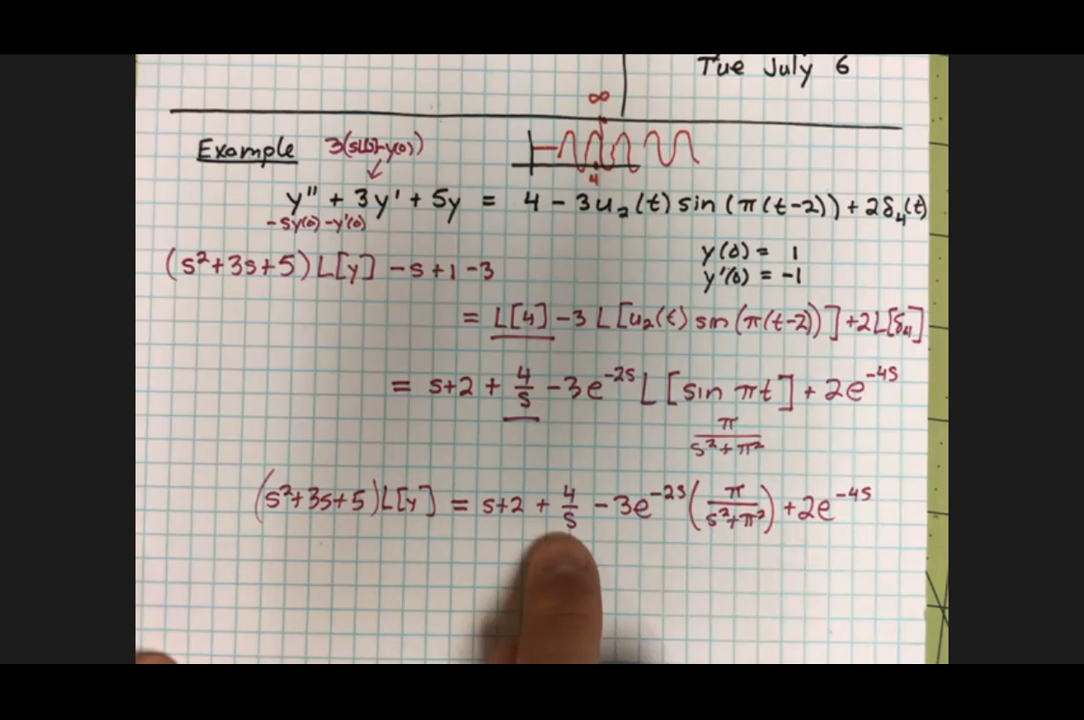 Tue July 6
∞
4
Example 3(sL[]-y(0))
y'' + 3y' + 5y = 4 - 3u₂(t) sin(π(t-2)) + 2δ₄(t)
-sy(0) - y'(0)
y(0) = 1
y'(0) = -1
(s²+3s+5) L[y] - s + 1 - 3
= L[4] - 3 L[u₂(t) sin(π(t-2))] + 2L[δ₄]
= s+2 + 4/s - 3e^-2s L[sin πt] + 2e^-4s
π/(s²+π²)
(s²+3s+5)L[y] = s+2 + 4/s - 3e^-2s (π/(s²+π²)) + 2e^-4s